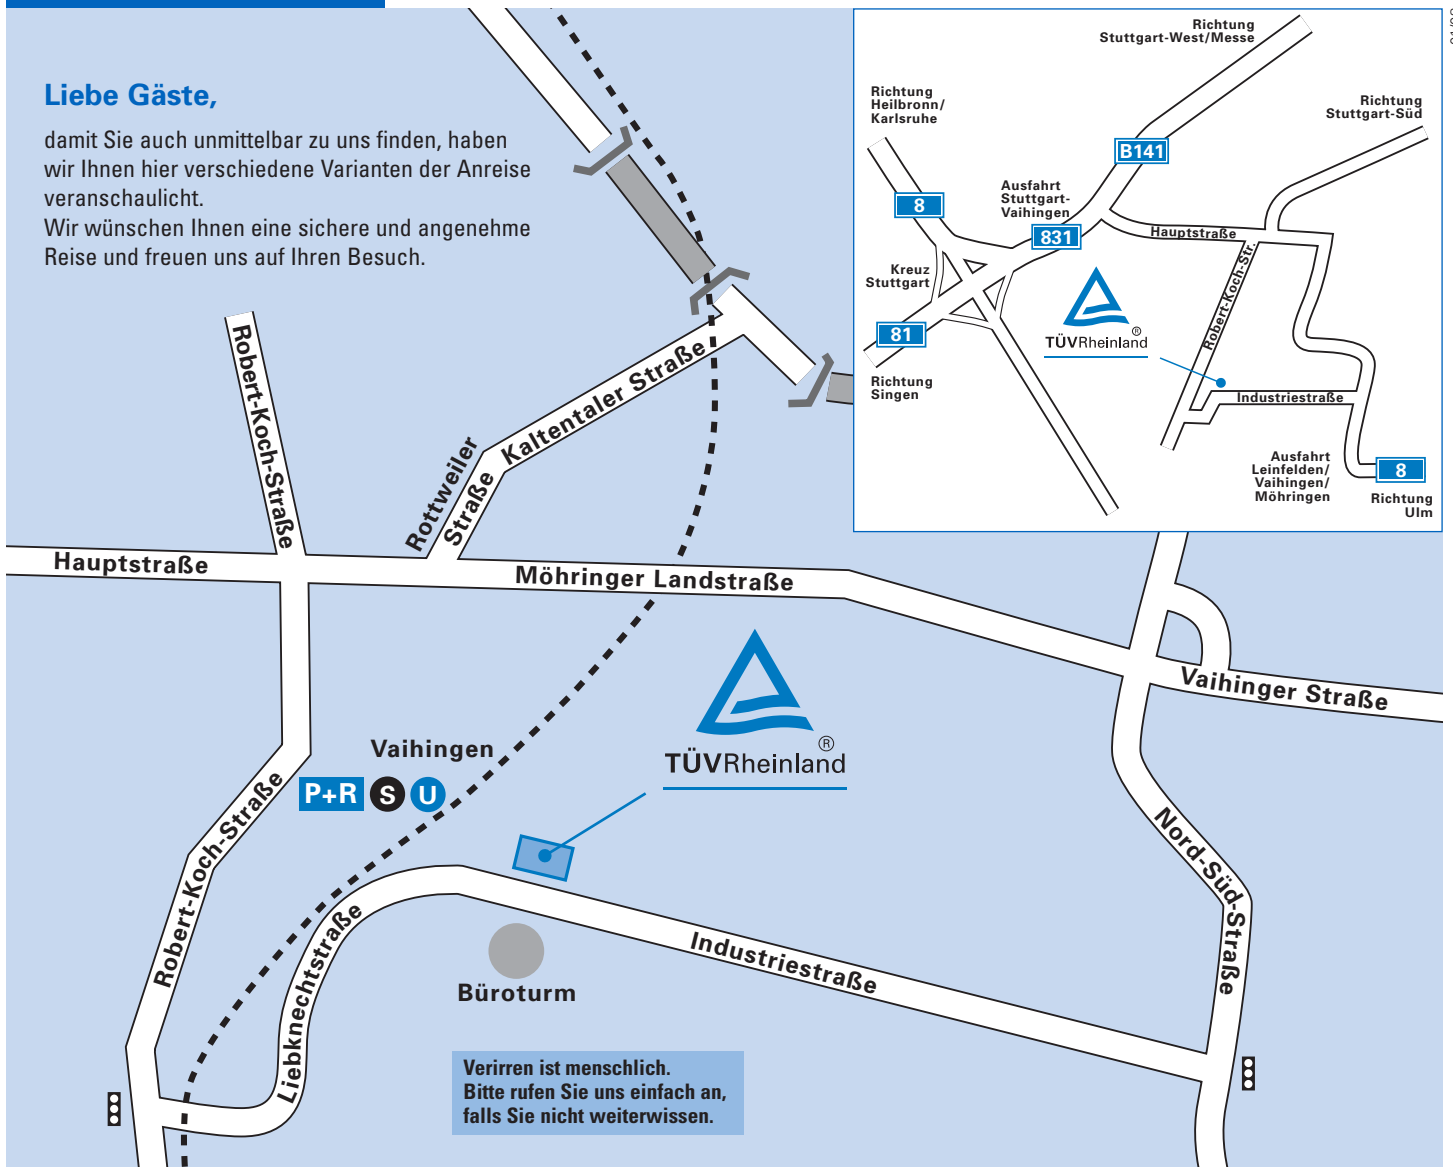 Liebe Gäste,
damit Sie auch unmittelbar zu uns finden, haben
wir Ihnen hier verschiedene Varianten der Anreise
veranschaulicht.
Wir wünschen Ihnen eine sichere und angenehme
Reise und freuen uns auf Ihren Besuch.
Richtung
Stuttgart-West/Messe
Richtung
Heilbronn/
Karlsruhe
Richtung
Stuttgart-Süd
B141
8
Ausfahrt
Stuttgart-
Vaihingen
831
Hauptstraße
Kreuz
Stuttgart
Robert-Koch-Str.
81
TÜVRheinland
®
Richtung
Singen
Industriestraße
Ausfahrt
Leinfelden/
Vaihingen/
Möhringen
8
Richtung
Ulm
Robert-Koch-Straße
Kaltentaler Straße
Rottweiler
Straße
Hauptstraße
Möhringer Landstraße
Vaihinger Straße
TÜVRheinland
®
Vaihingen
P+R S U
Robert-Koch-Straße
Nord-Süd-Straße
Liebknechtstraße
Industriestraße
Büroturm
Verirren ist menschlich.
Bitte rufen Sie uns einfach an,
falls Sie nicht weiterwissen.